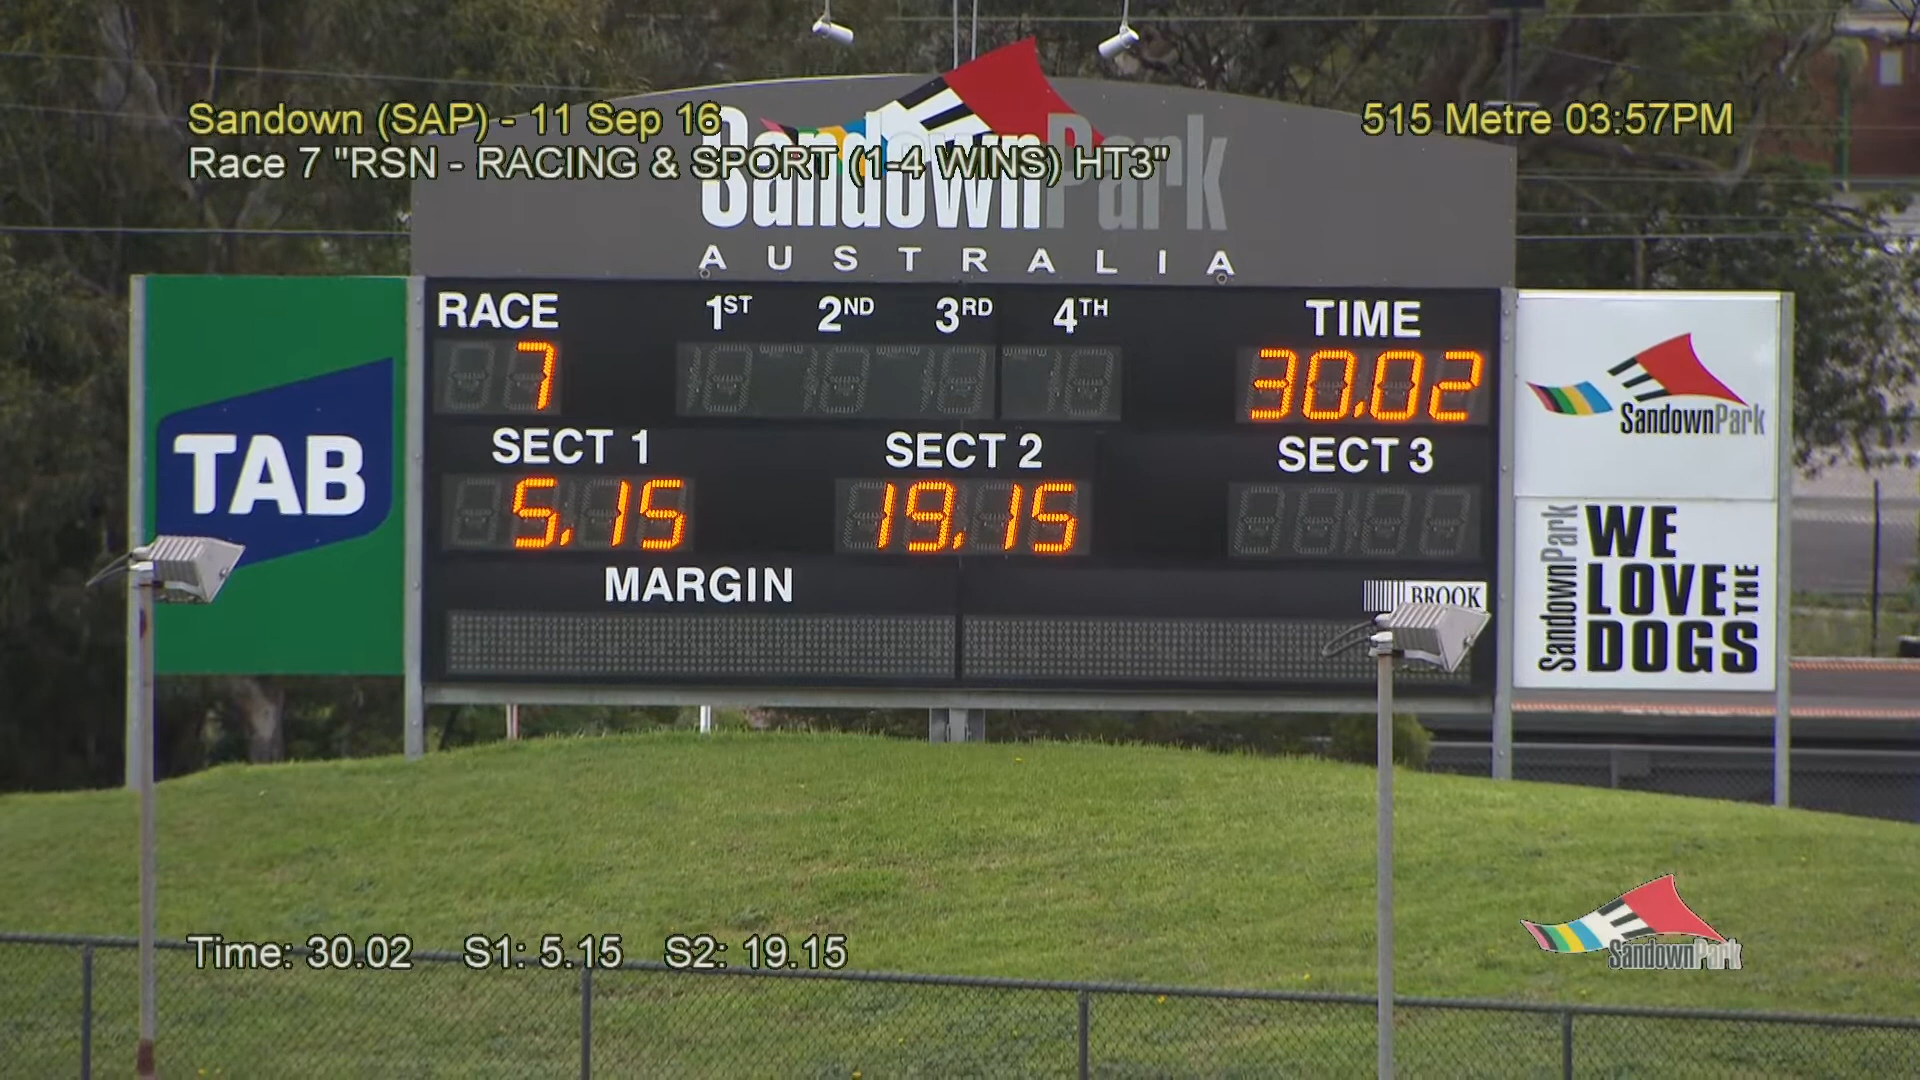 Sandown (SAP) - 11 Sep 16
515 Metre 03:57PM
Race 7 "RSN - RACING & SPORT (1-4 WINS) HT3"
SandownPark
AUSTRALIA
RACE 1ST 2ND 3RD 4TH TIME
7 30.02
SECT 1 SECT 2 SECT 3
5.15 19.15
MARGIN
BROOK
TAB
SandownPark
SandownPark
WE
LOVE THE
DOGS
Time: 30.02 S1: 5.15 S2: 19.15
SandownPark